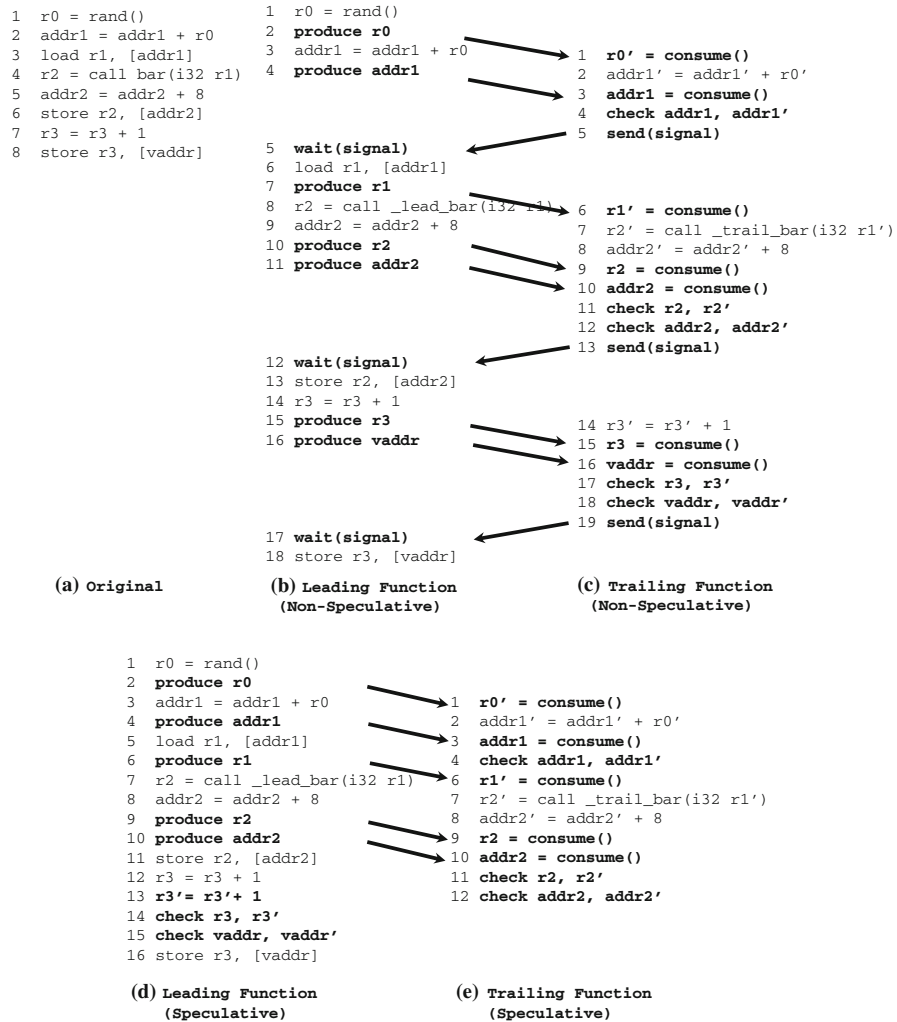 1 r0 = rand()
2 addr1 = addr1 + r0
3 load r1, [addr1]
4 r2 = call bar(i32 r1)
5 addr2 = addr2 + 8
6 store r2, [addr2]
7 r3 = r3 + 1
8 store r3, [vaddr]
(a) Original
1 r0 = rand()
2 produce r0
3 addr1 = addr1 + r0
4 produce addr1
5 wait(signal)
6 load r1, [addr1]
7 produce r1
8 r2 = call _lead_bar(i32 r1)
9 addr2 = addr2 + 8
10 produce r2
11 produce addr2
12 wait(signal)
13 store r2, [addr2]
14 r3 = r3 + 1
15 produce r3
16 produce vaddr
17 wait(signal)
18 store r3, [vaddr]
(b) Leading Function
(Non-Speculative)
1 r0′ = consume()
2 addr1′ = addr1′ + r0′
3 addr1 = consume()
4 check addr1, addr1′
5 send(signal)
6 r1′ = consume()
7 r2′ = call _trail_bar(i32 r1′)
8 addr2′ = addr2′ + 8
9 r2 = consume()
10 addr2 = consume()
11 check r2, r2′
12 check addr2, addr2′
13 send(signal)
14 r3′ = r3′ + 1
15 r3 = consume()
16 vaddr = consume()
17 check r3, r3′
18 check vaddr, vaddr′
19 send(signal)
(c) Trailing Function
(Non-Speculative)
1 r0 = rand()
2 produce r0
3 addr1 = addr1 + r0
4 produce addr1
5 load r1, [addr1]
6 produce r1
7 r2 = call _lead_bar(i32 r1)
8 addr2 = addr2 + 8
9 produce r2
10 produce addr2
11 store r2, [addr2]
12 r3 = r3 + 1
13 r3′= r3′+ 1
14 check r3, r3′
15 check vaddr, vaddr′
16 store r3, [vaddr]
(d) Leading Function
(Speculative)
1 r0′ = consume()
2 addr1′ = addr1′ + r0′
3 addr1 = consume()
4 check addr1, addr1′
6 r1′ = consume()
7 r2′ = call _trail_bar(i32 r1′)
8 addr2′ = addr2′ + 8
9 r2 = consume()
10 addr2 = consume()
11 check r2, r2′
12 check addr2, addr2′
(e) Trailing Function
(Speculative)